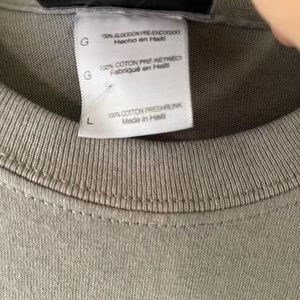 G
100% ALGODÓN PRE-ENCOGIDO
Hecho en Haití
G
100% COTON PRÉ-RÉTRÉCI
Fabriqué en Haïti
L
100% COTTON PRESHRUNK
Made in Haiti